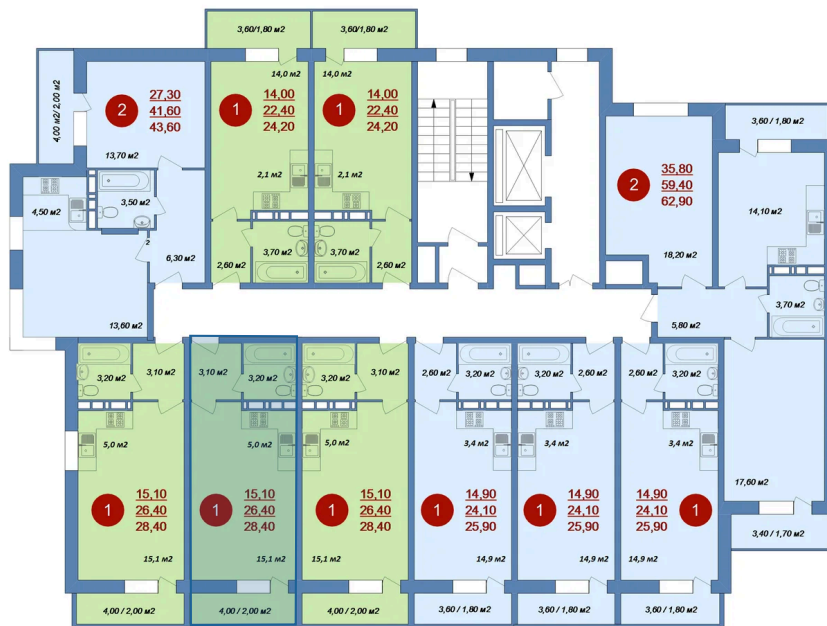 3,60/1,80 м2
3,60/1,80 м2
4,00 м2/ 2,00 м2
2
27,30
41,60
43,60
13,70 м2
14,0 м2
1
14,00
22,40
24,20
14,0 м2
1
14,00
22,40
24,20
3,60 / 1,80 м2
2
35,80
59,40
62,90
18,20 м2
14,10 м2
2,1 м2
2,1 м2
4,50 м2
3,50 м2
2
6,30 м2
3,70 м2
2,60 м2
3,70 м2
2,60 м2
13,60 м2
5,80 м2
3,70 м2
3,20 м2
3,10 м2
3,10 м2
3,20 м2
3,20 м2
3,10 м2
2,60 м2
3,20 м2
3,20 м2
2,60 м2
2,60 м2
3,20 м2
5,0 м2
5,0 м2
5,0 м2
3,4 м2
3,4 м2
3,4 м2
17,60 м2
1
15,10
26,40
28,40
1
15,10
26,40
28,40
1
15,10
26,40
28,40
1
14,90
24,10
25,90
1
14,90
24,10
25,90
14,90
24,10
25,90
1
3,40 / 1,70 м2
15,1 м2
15,1 м2
15,1 м2
14,9 м2
14,9 м2
14,9 м2
4,00 / 2,00 м2
4,00 / 2,00 м2
4,00 / 2,00 м2
3,60 / 1,80 м2
3,60 / 1,80 м2
3,60 / 1,80 м2